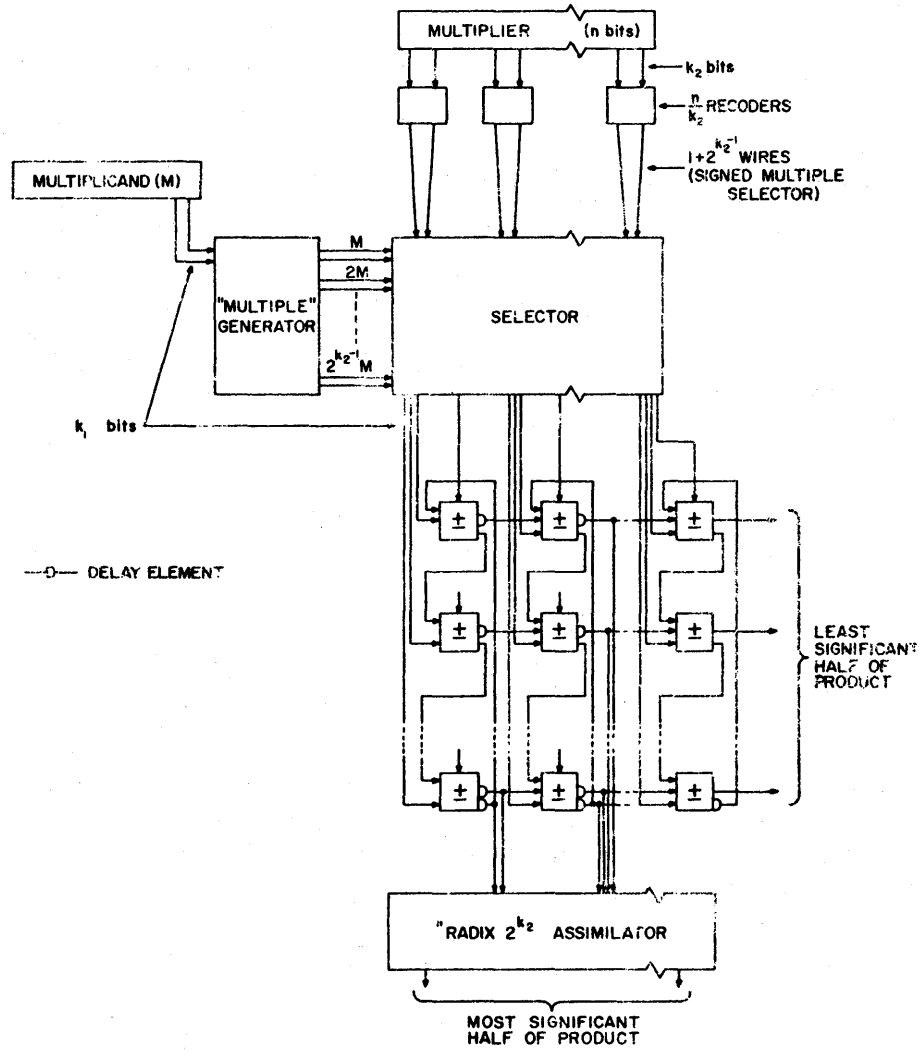 MULTIPLIER (n bits)
k₂ bits
n/k₂ RECODERS
1+2^k₂-1 WIRES
(SIGNED MULTIPLE
SELECTOR)
MULTIPLICAND (M)
M
2M
2^k₂-1 M
"MULTIPLE"
GENERATOR
SELECTOR
k₁ bits
±
±
±
DELAY ELEMENT
±
±
±
LEAST
SIGNIFICANT
HALF OF
PRODUCT
±
±
±
"RADIX 2^k₂ ASSIMILATOR
MOST SIGNIFICANT
HALF OF PRODUCT